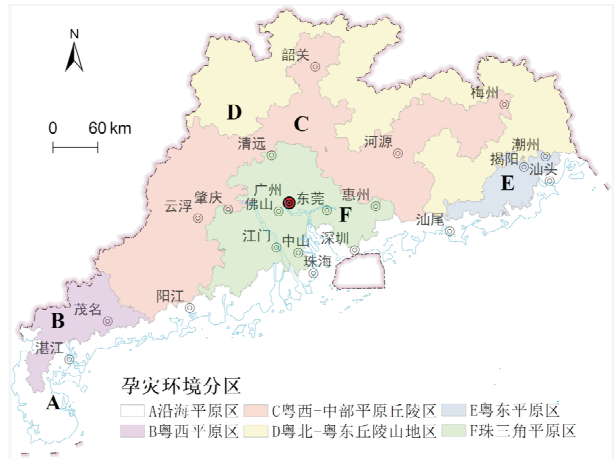 N
0 60 km
韶关
梅州
D
C
河源
潮州
清远
揭阳
汕头
E
广州
东莞
惠州
肇庆
佛山
F
云浮
汕尾
江门
中山
深圳
珠海
阳江
B
茂名
湛江
A
孕灾环境分区
A沿海平原区 C粤西-中部平原丘陵区 E粤东平原区
B粤西平原区 D粤北-粤东丘陵山地区 F珠三角平原区